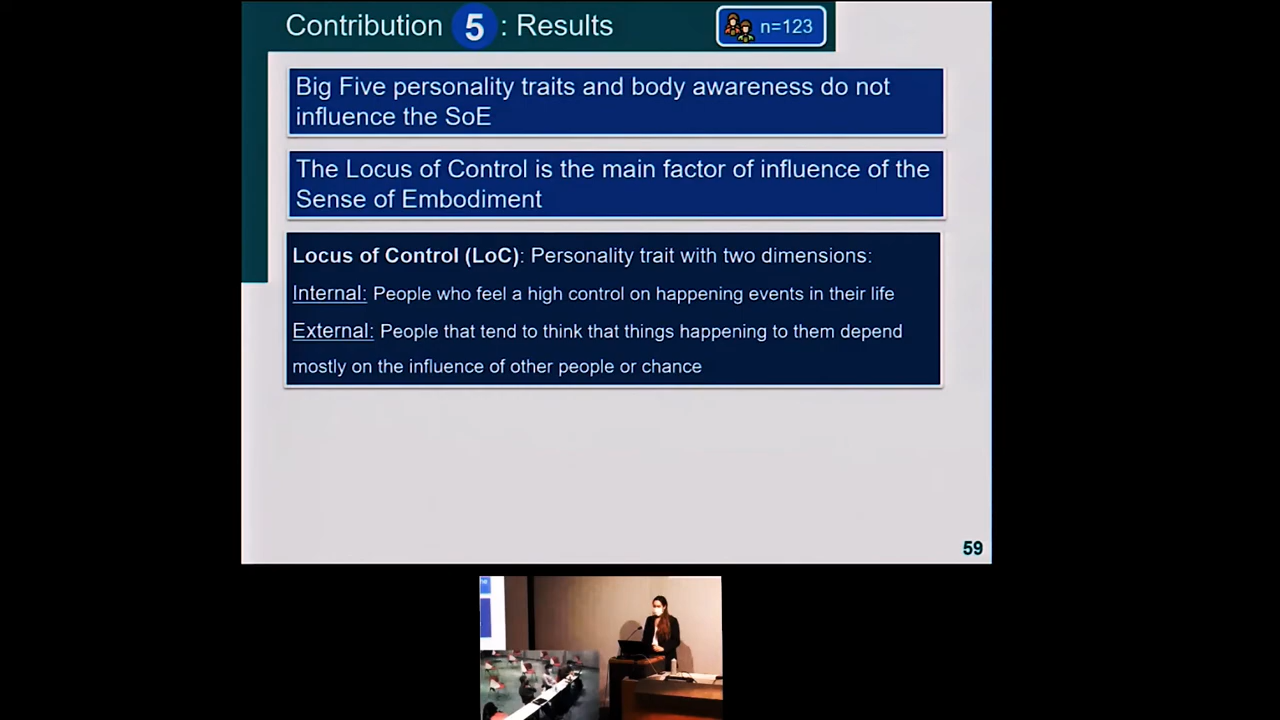 Contribution 5 : Results
n=123
Big Five personality traits and body awareness do not
influence the SoE
The Locus of Control is the main factor of influence of the
Sense of Embodiment
Locus of Control (LoC): Personality trait with two dimensions:
Internal: People who feel a high control on happening events in their life
External: People that tend to think that things happening to them depend
mostly on the influence of other people or chance
59